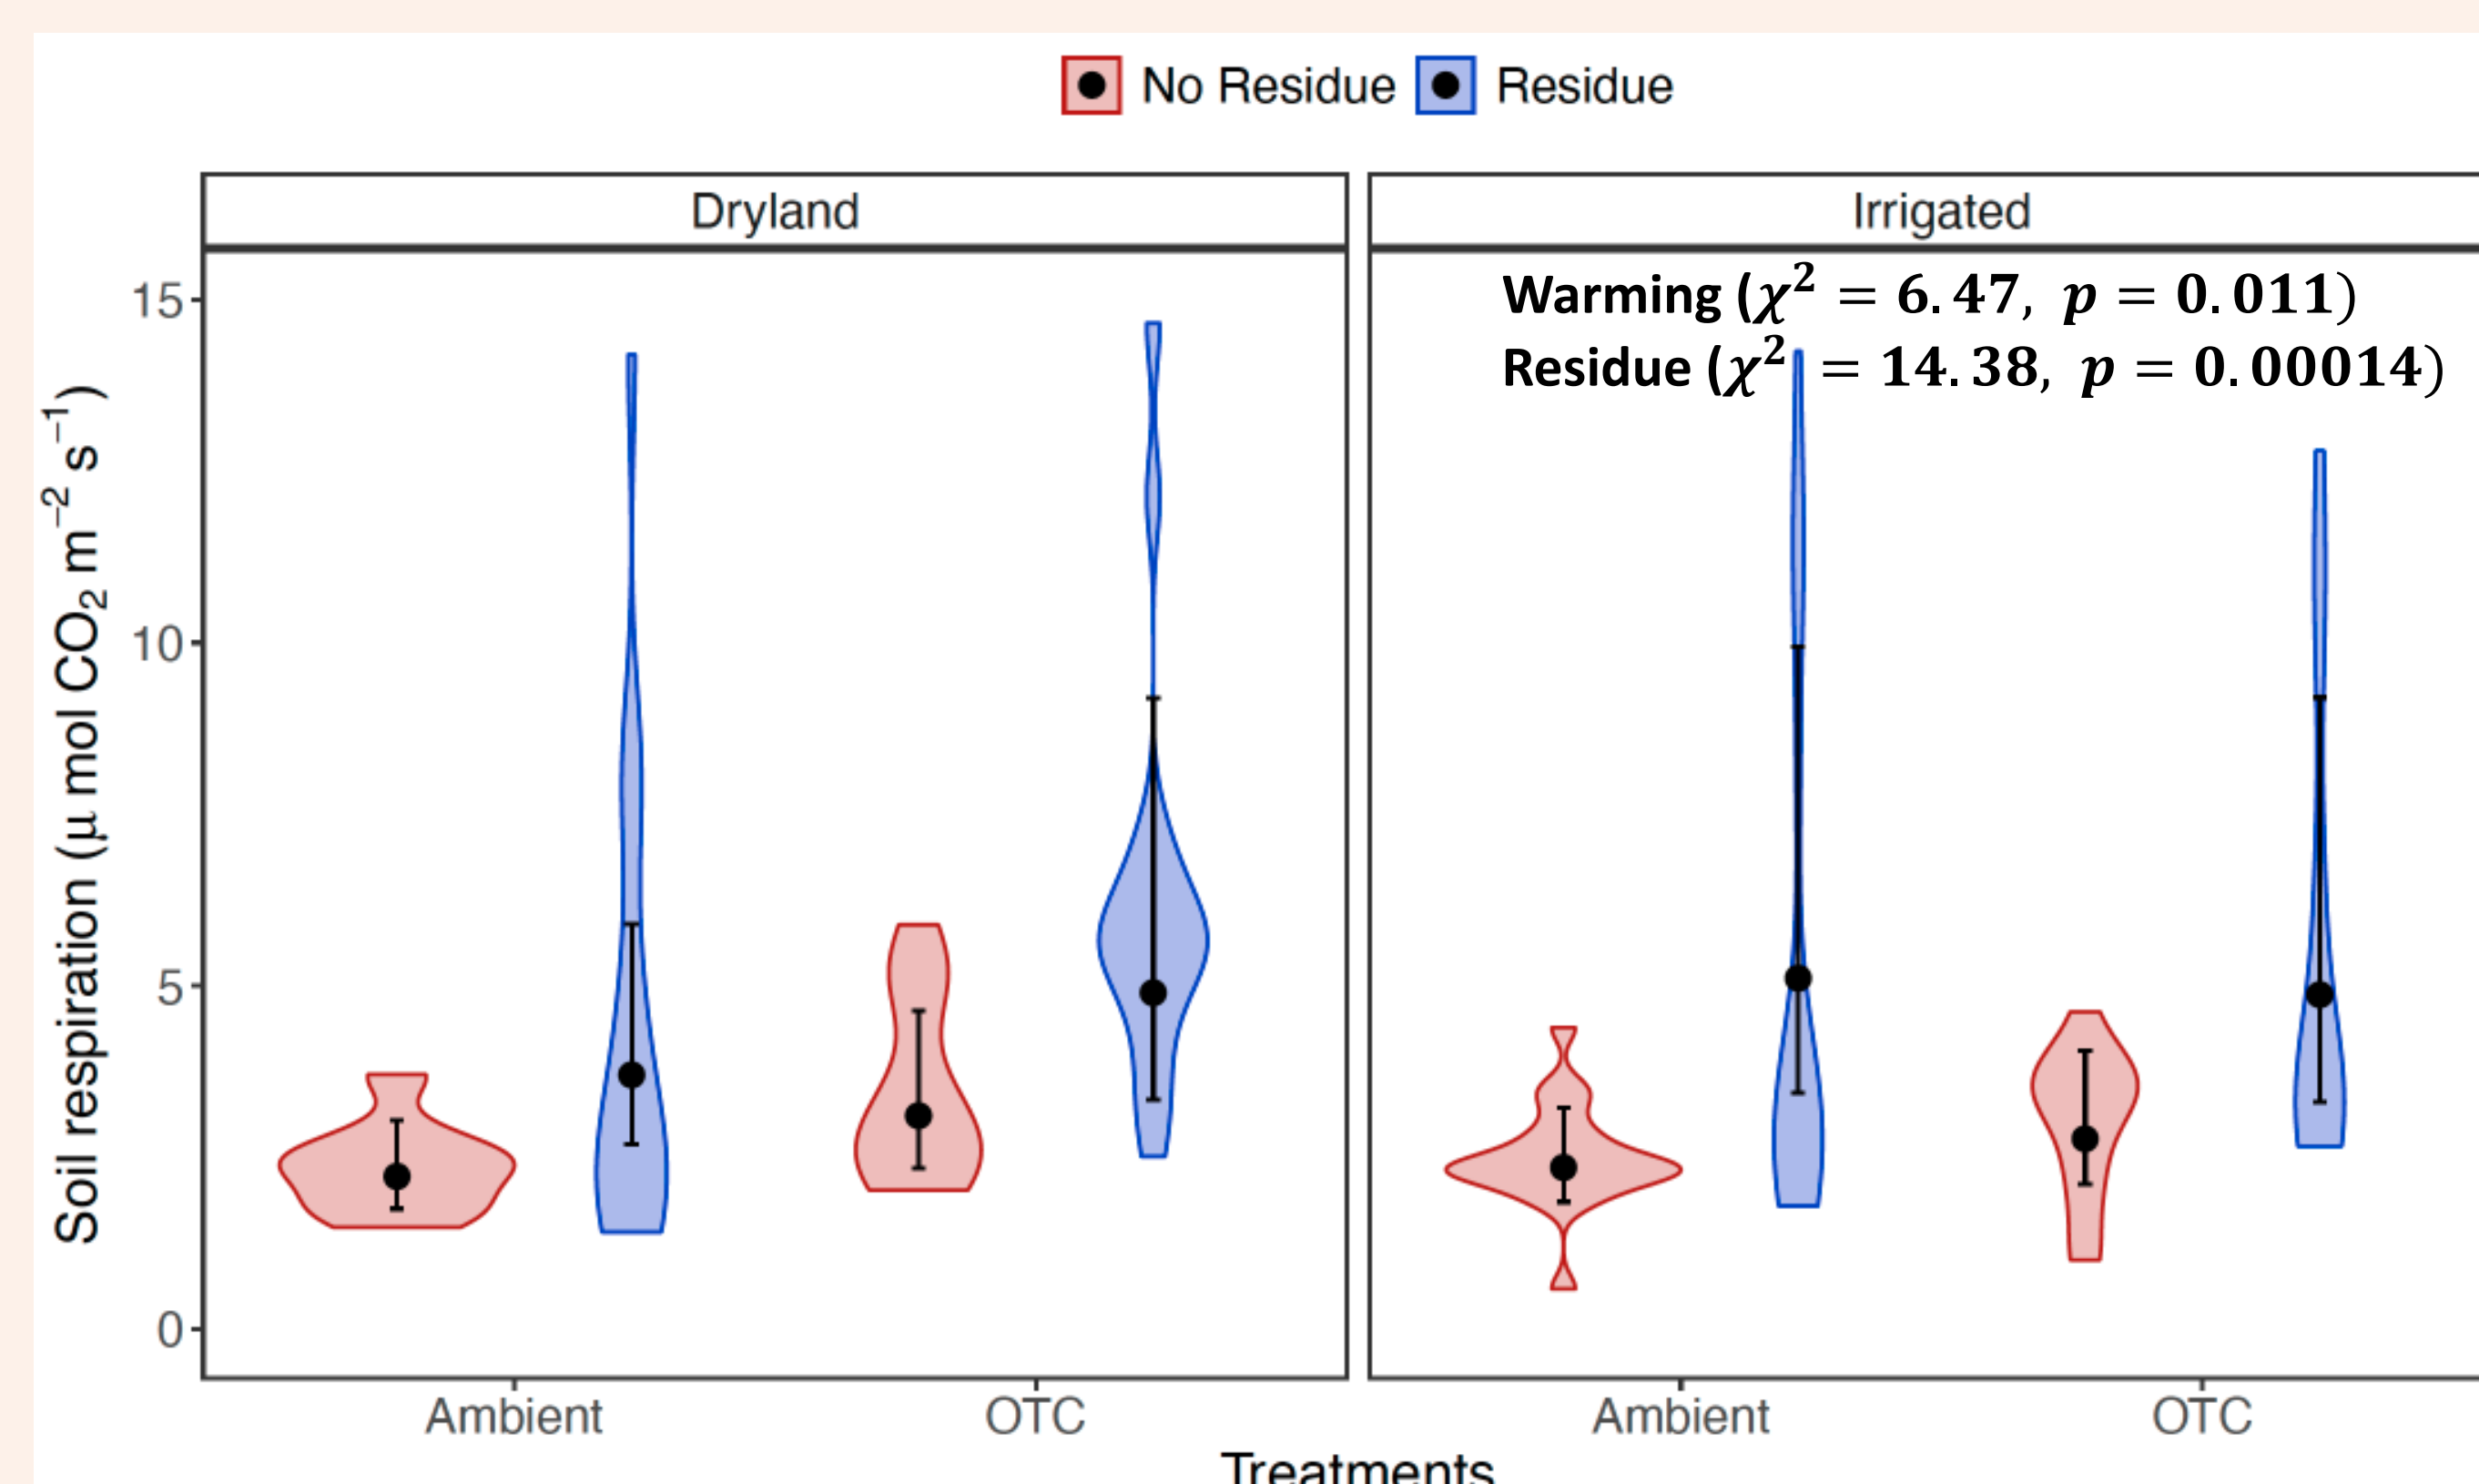 No Residue Residue
Dryland Irrigated
Warming (χ² = 6.47, p = 0.011)
Residue (χ² = 14.38, p = 0.00014)
Soil respiration (μ mol CO₂ m⁻² s⁻¹)
15
10
5
0
Ambient OTC Ambient OTC
Treatments